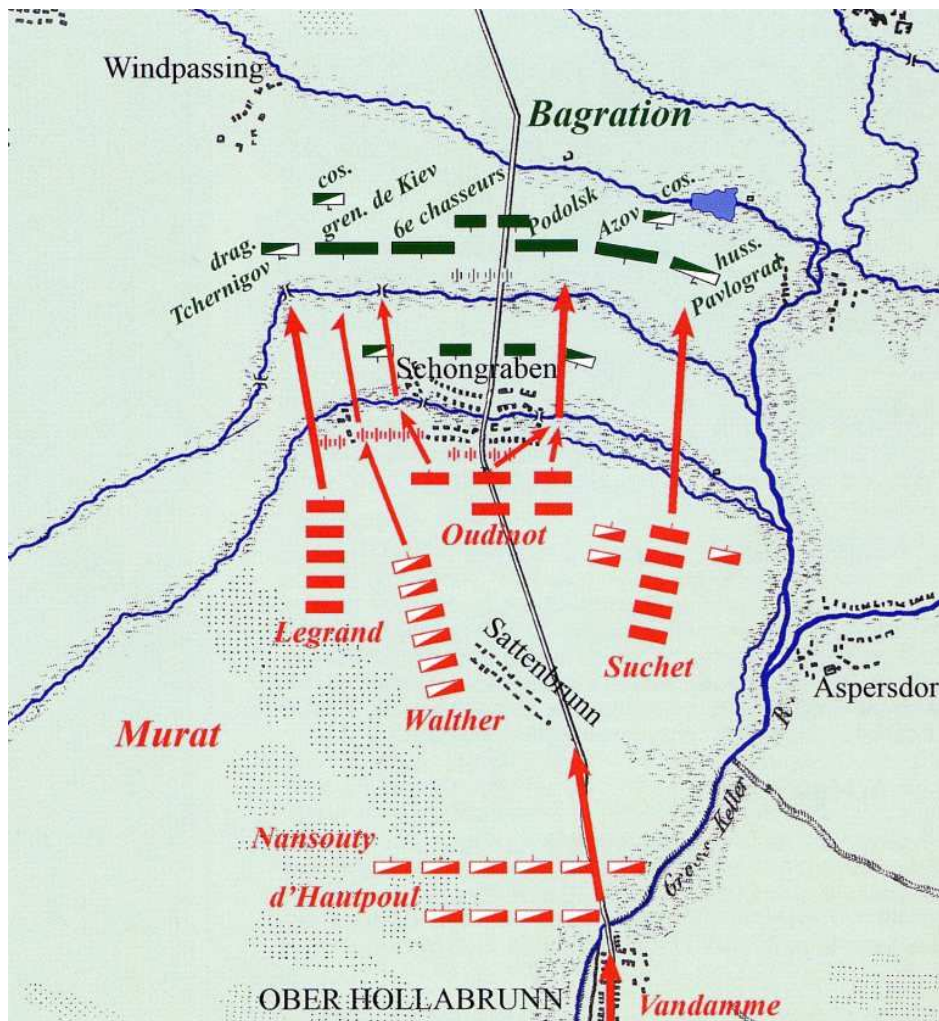 Windpassing
Bagration
cos.
gren. de Kiev
6e chasseurs
Podolsk
Azov
cos.
drag.
Tchernigov
huss.
Pavlograd
Schongraben
Oudinot
Legrand
Walther
Sattenbrunn
Suchet
Aspersdor
Murat
R.
Keller
Nansouty
d'Hautpoul
OBER HOLLABRUNN
Vandamme